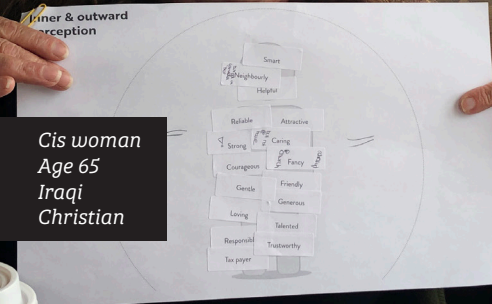 Inner & outward
perception
Smart
Neighbourly
Helpful
Reliable
Attractive
Strong
Caring
Courageous
Fancy
Gentle
Friendly
Generous
Loving
Talented
Responsibl
Trustworthy
Tax payer
Cis woman
Age 65
Iraqi
Christian